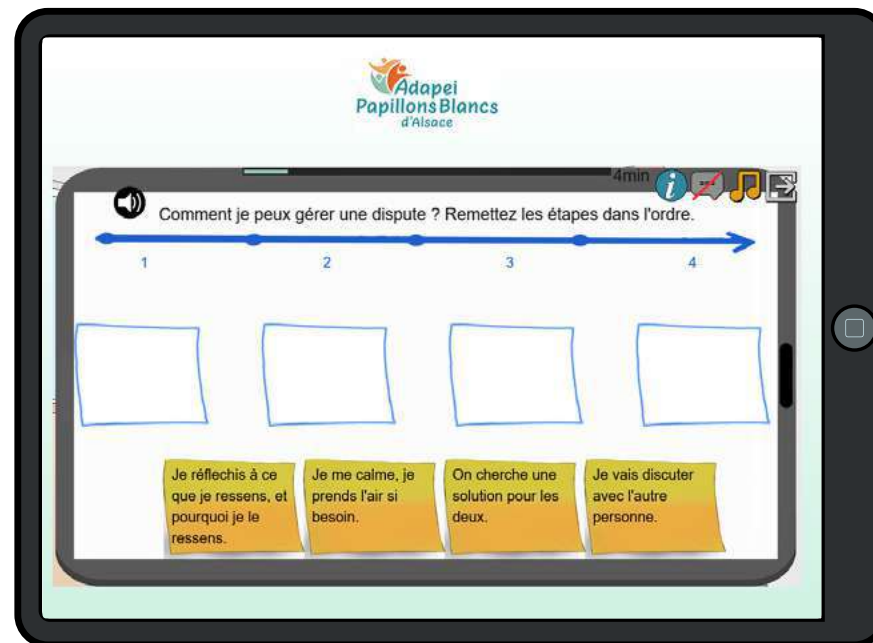 Adapei
Papillons Blancs
d'Alsace
4min
Comment je peux gérer une dispute ? Remettez les étapes dans l'ordre.
1
2
3
4
Je réflechis à ce
que je ressens, et
pourquoi je le
ressens.
Je me calme, je
prends l'air si
besoin.
On cherche une
solution pour les
deux.
Je vais discuter
avec l'autre
personne.